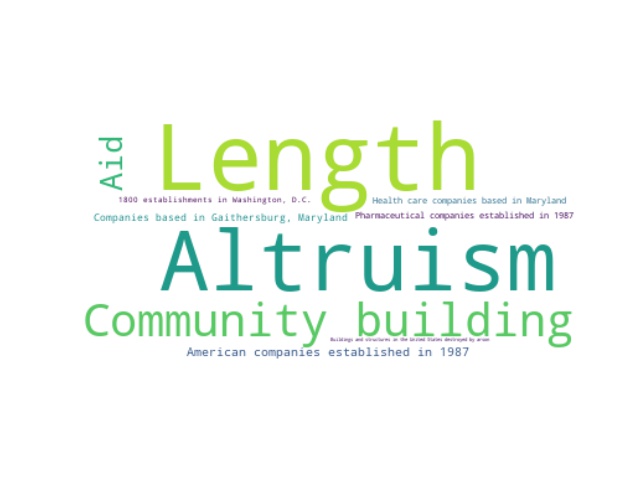 Length
Aid
1800 establishments in Washington, D.C.
Health care companies based in Maryland
Companies based in Gaithersburg, Maryland
Pharmaceutical companies established in 1987
Altruism
Community building
Buildings and structures in the United States destroyed by arson
American companies established in 1987